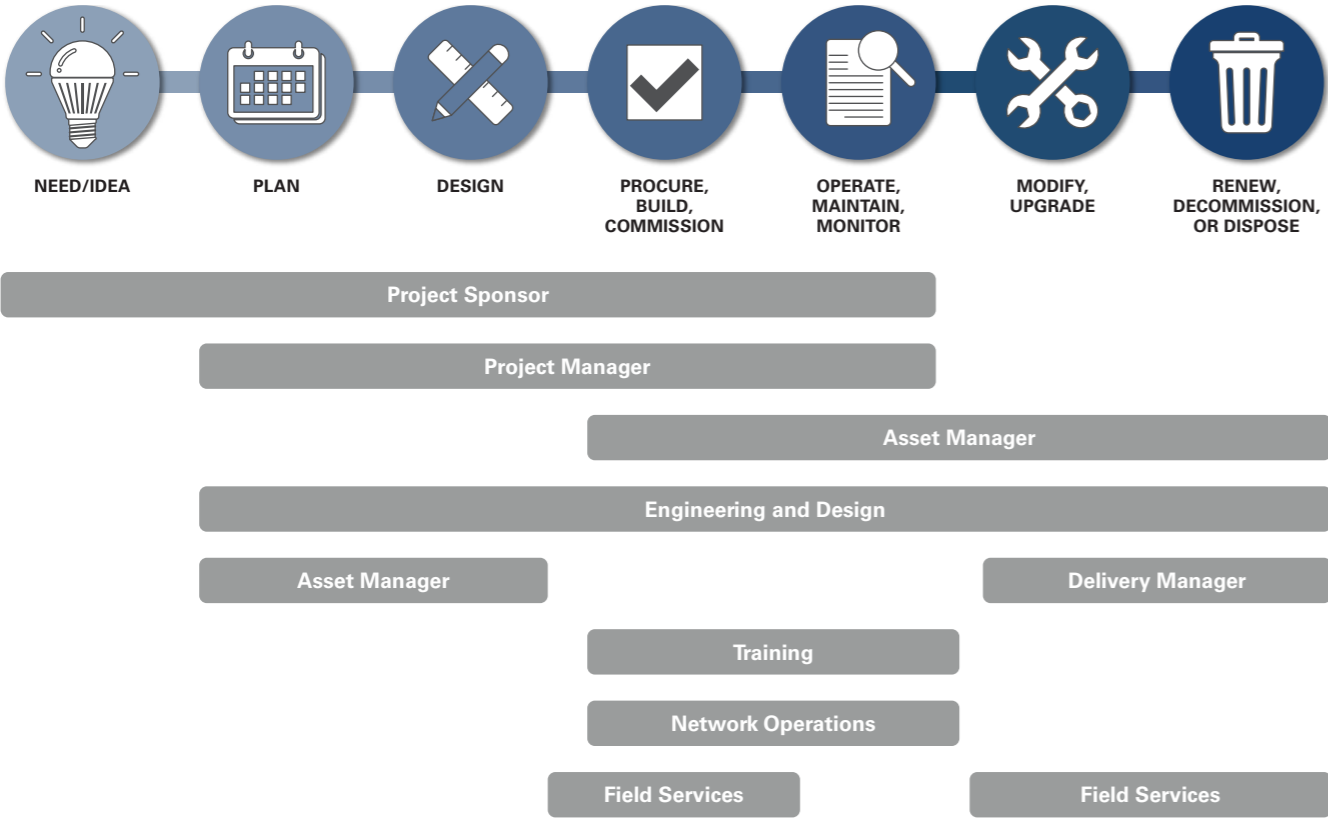 NEED/IDEA
PLAN
DESIGN
PROCURE,
BUILD,
COMMISSION
OPERATE,
MAINTAIN,
MONITOR
MODIFY,
UPGRADE
RENEW,
DECOMMISSION,
OR DISPOSE
Project Sponsor
Project Manager
Asset Manager
Engineering and Design
Asset Manager
Delivery Manager
Training
Network Operations
Field Services
Field Services